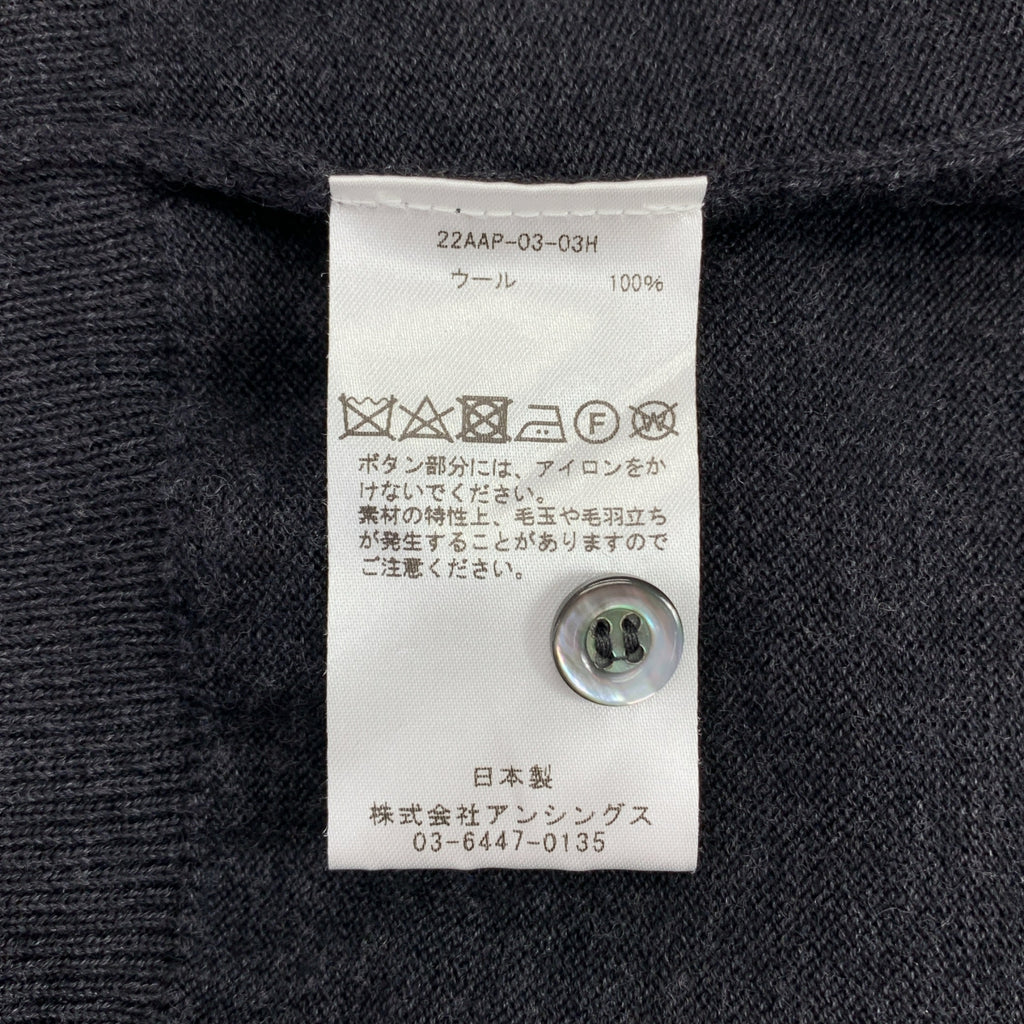 22AAP-03-03H
ウール 100%
F W
ボタン部分には、アイロンをか
けないでください。
素材の特性上、毛玉や毛羽立ち
が発生することがありますので
ご注意ください。
日本製
株式会社アンシングス
03-6447-0135